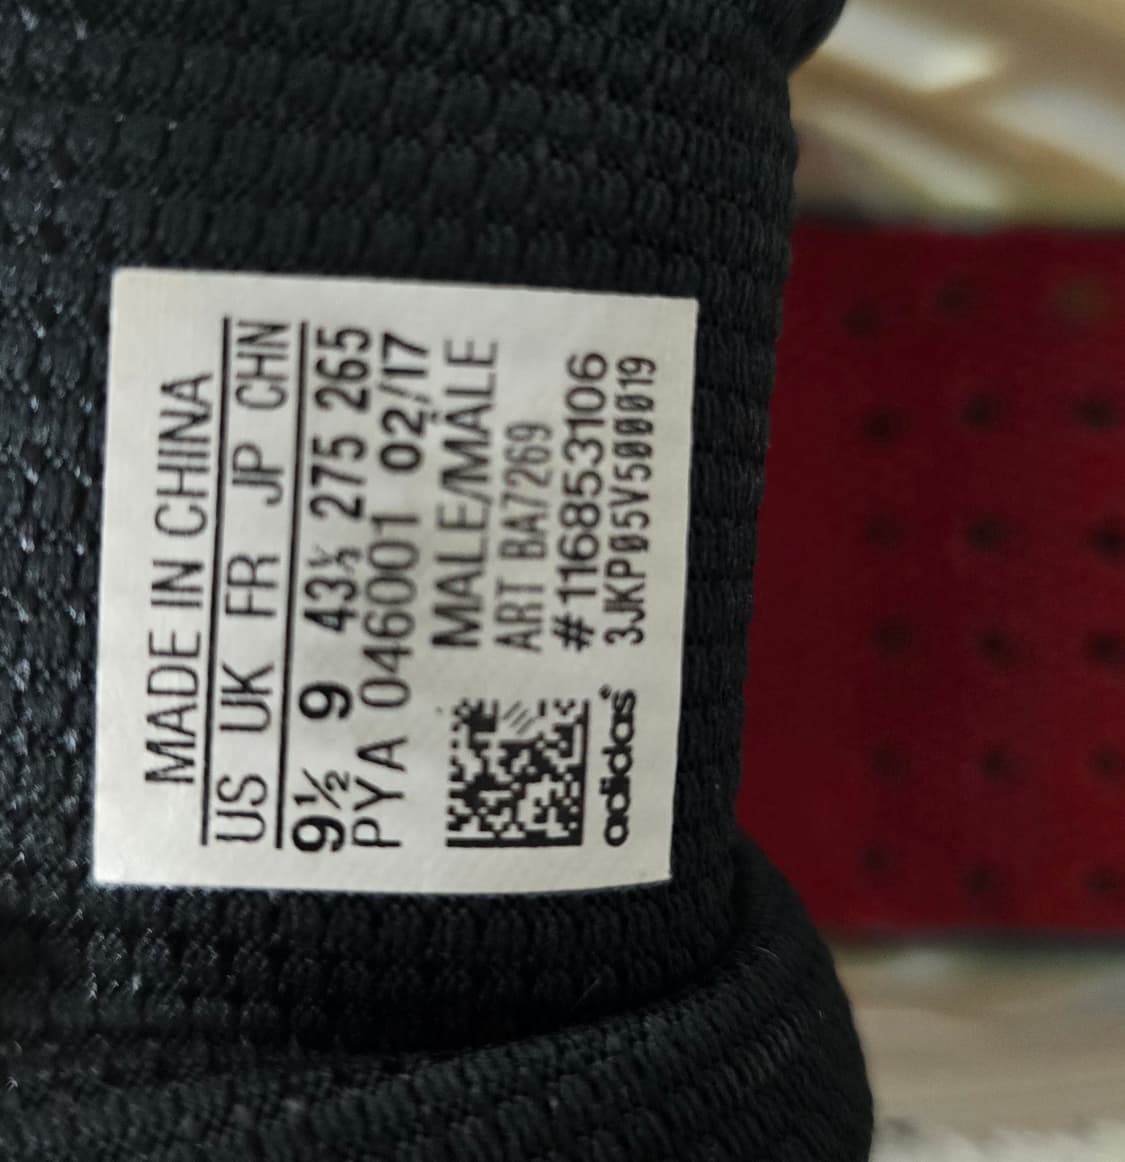 MADE IN CHINA
US UK FR JP CHN
9½ 9 43⅓ 275 265
PYA 046001 02/17
MALE/MÂLE
ART BA7269
#116853106
3JKP05V500019
adidas®